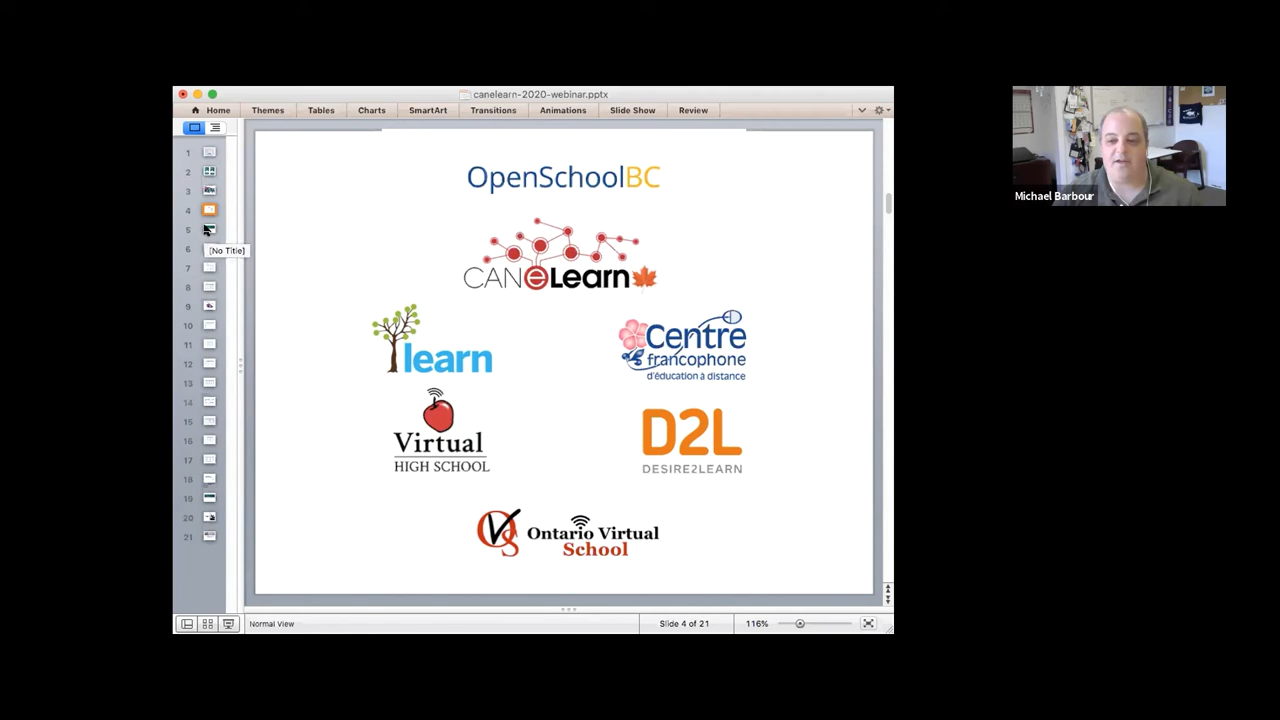 canelearn-2020-webinar.pptx
Home Themes Tables Charts SmartArt Transitions Animations Slide Show Review
1
2
3
4
5
[No Title]
6
7
8
9
10
11
12
13
14
15
16
17
18
19
20
21
OpenSchoolBC
CANeLearn
learn
Centre
francophone
d'éducation à distance
Virtual
HIGH SCHOOL
D2L
DESIRE2LEARN
OVS
Ontario Virtual
School
Normal View Slide 4 of 21 116%
Michael Barbour